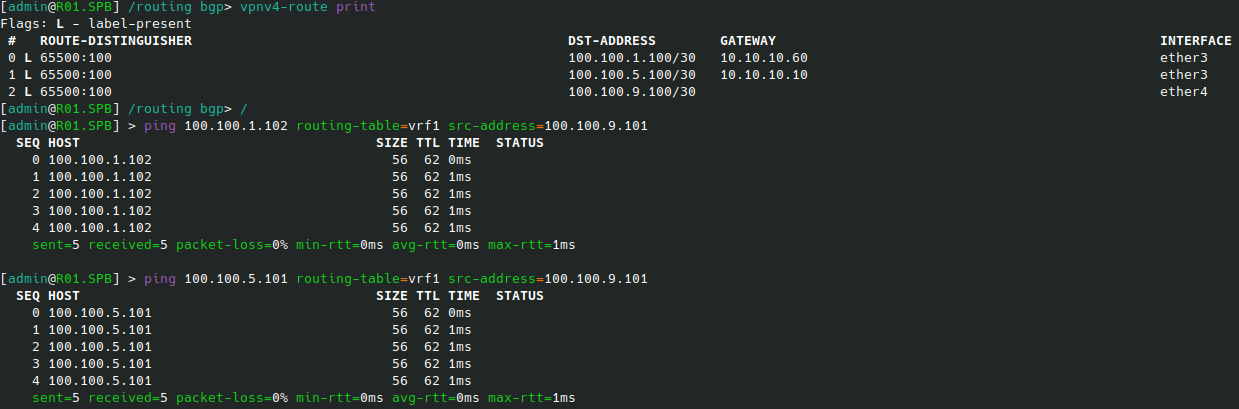 [admin@R01.SPB] /routing bgp> vpnv4-route print
Flags: L - label-present
# ROUTE-DISTINGUISHER DST-ADDRESS GATEWAY INTERFACE
0 L 65500:100 100.100.1.100/30 10.10.10.60 ether3
1 L 65500:100 100.100.5.100/30 10.10.10.10 ether3
2 L 65500:100 100.100.9.100/30 ether4
[admin@R01.SPB] /routing bgp> /
[admin@R01.SPB] > ping 100.100.1.102 routing-table=vrf1 src-address=100.100.9.101
SEQ HOST SIZE TTL TIME STATUS
0 100.100.1.102 56 62 0ms
1 100.100.1.102 56 62 1ms
2 100.100.1.102 56 62 1ms
3 100.100.1.102 56 62 1ms
4 100.100.1.102 56 62 1ms
sent=5 received=5 packet-loss=0% min-rtt=0ms avg-rtt=0ms max-rtt=1ms
[admin@R01.SPB] > ping 100.100.5.101 routing-table=vrf1 src-address=100.100.9.101
SEQ HOST SIZE TTL TIME STATUS
0 100.100.5.101 56 62 0ms
1 100.100.5.101 56 62 1ms
2 100.100.5.101 56 62 1ms
3 100.100.5.101 56 62 1ms
4 100.100.5.101 56 62 1ms
sent=5 received=5 packet-loss=0% min-rtt=0ms avg-rtt=0ms max-rtt=1ms